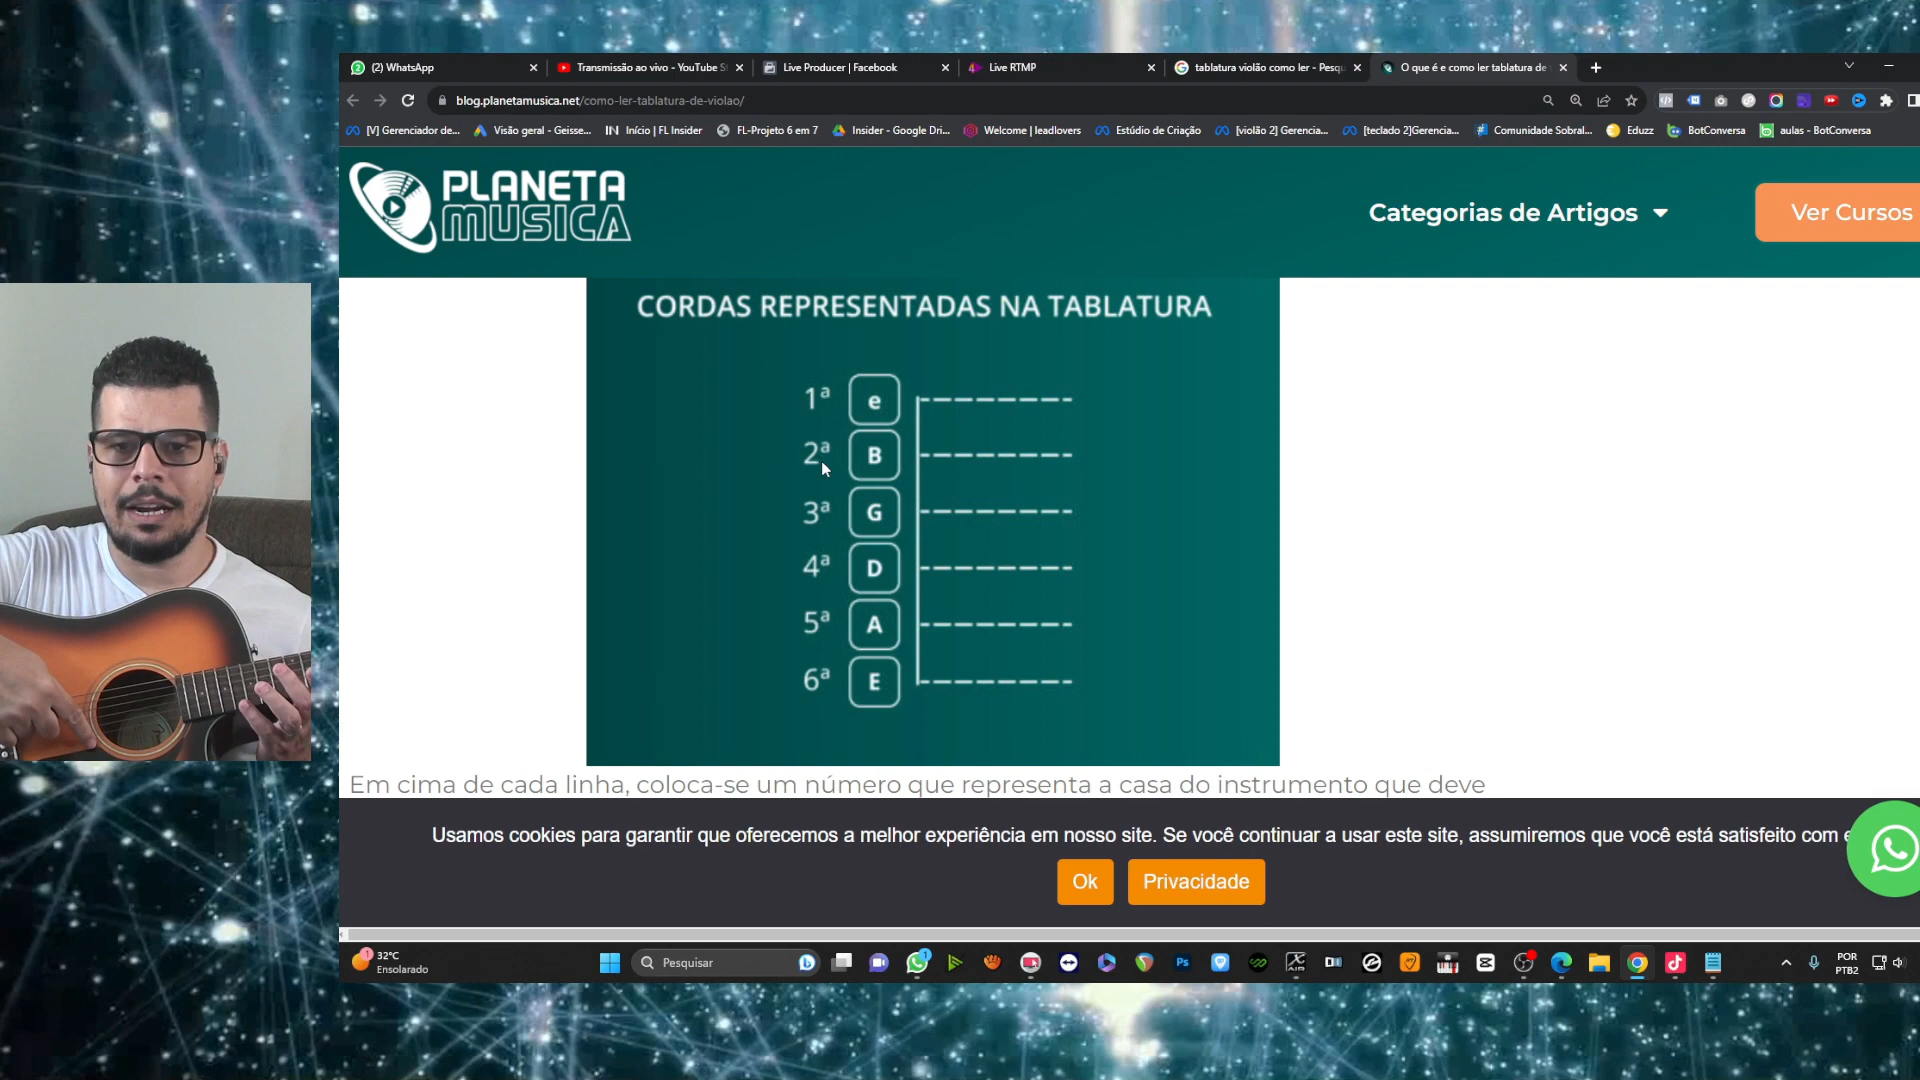 (2) WhatsApp
Transmissão ao vivo - YouTube S
Live Producer | Facebook
Live RTMP
tablatura violão como ler - Pesqu
O que é e como ler tablatura de
blog.planetamusica.net/como-ler-tablatura-de-violao/
[V] Gerenciador de...
Visão geral - Geisse...
Início | FL Insider
FL-Projeto 6 em 7
Insider - Google Dri...
Welcome | leadlovers
Estúdio de Criação
[violão 2] Gerencia...
[teclado 2]Gerencia...
Comunidade Sobral...
Eduzz
BotConversa
aulas - BotConversa
PLANETA
MUSICA
Categorias de Artigos
Ver Cursos
CORDAS REPRESENTADAS NA TABLATURA
1ª e
2ª B
3ª G
4ª D
5ª A
6ª E
Em cima de cada linha, coloca-se um número que representa a casa do instrumento que deve
Usamos cookies para garantir que oferecemos a melhor experiência em nosso site. Se você continuar a usar este site, assumiremos que você está satisfeito com e
Ok
Privacidade
32°C
Ensolarado
Pesquisar
POR
PTB2